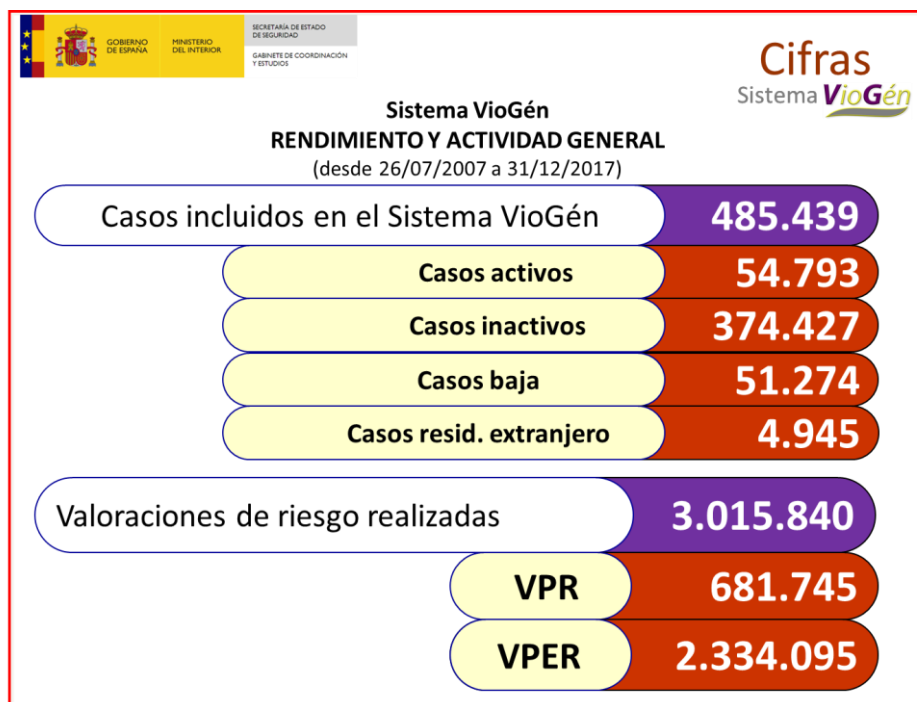 GOBIERNO
DE ESPAÑA
MINISTERIO
DEL INTERIOR
SECRETARÍA DE ESTADO
DE SEGURIDAD
GABINETE DE COORDINACIÓN
Y ESTUDIOS
Cifras
Sistema VioGén
Sistema VioGén
RENDIMIENTO Y ACTIVIDAD GENERAL
(desde 26/07/2007 a 31/12/2017)
Casos incluidos en el Sistema VioGén 485.439
Casos activos 54.793
Casos inactivos 374.427
Casos baja 51.274
Casos resid. extranjero 4.945
Valoraciones de riesgo realizadas 3.015.840
VPR 681.745
VPER 2.334.095